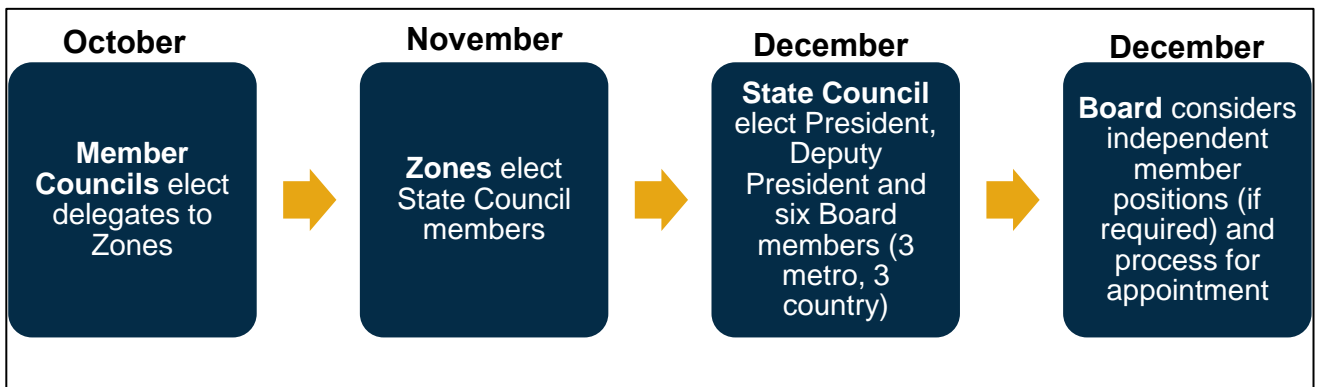 October
Member
Councils elect
delegates to
Zones
November
Zones elect
State Council
members
December
State Council
elect President,
Deputy
President and
six Board
members (3
metro, 3
country)
December
Board considers
independent
member
positions (if
required) and
process for
appointment